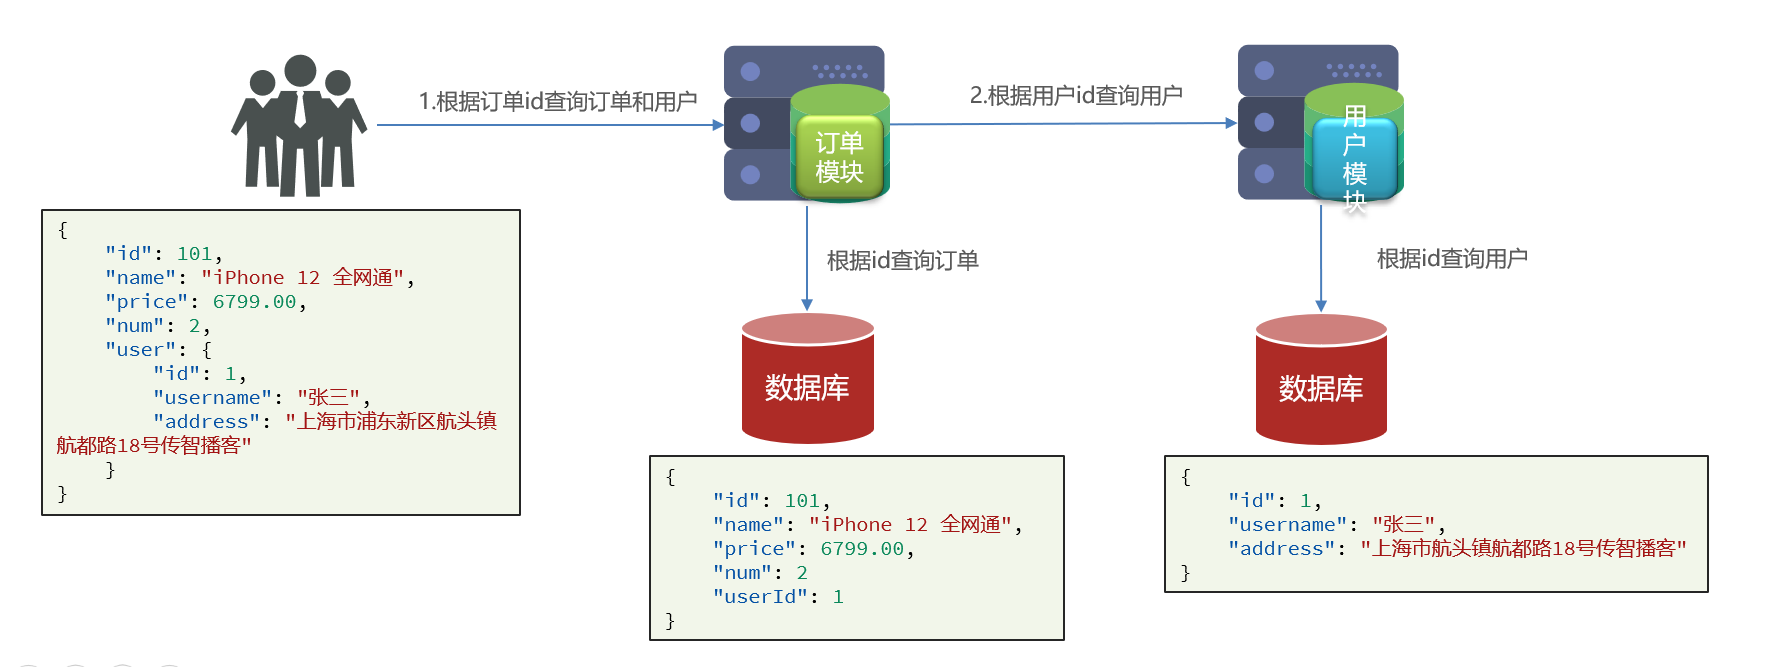 1.根据订单id查询订单和用户
2.根据用户id查询用户
订单
模块
用
户
模
块
根据id查询订单
根据id查询用户
数据库
数据库
{
    "id": 101,
    "name": "iPhone 12 全网通",
    "price": 6799.00,
    "num": 2,
    "user": {
        "id": 1,
        "username": "张三",
        "address": "上海市浦东新区航头镇
航都路18号传智播客"
    }
}
{
    "id": 101,
    "name": "iPhone 12 全网通",
    "price": 6799.00,
    "num": 2
    "userId": 1
}
{
    "id": 1,
    "username": "张三",
    "address": "上海市航头镇航都路18号传智播客"
}